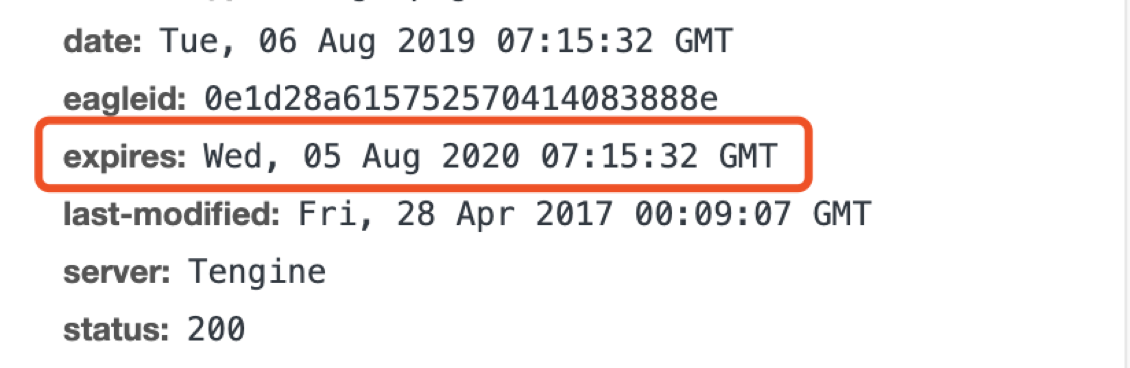 date: Tue, 06 Aug 2019 07:15:32 GMT
eagleid: 0e1d28a615752570414083888e
expires: Wed, 05 Aug 2020 07:15:32 GMT
last-modified: Fri, 28 Apr 2017 00:09:07 GMT
server: Tengine
status: 200